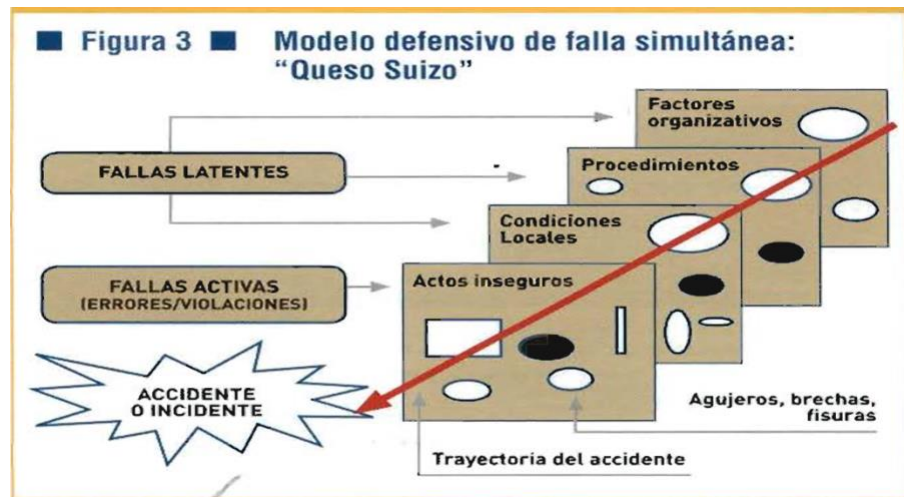 ■ Figura 3 ■ Modelo defensivo de falla simultánea:
“Queso Suizo”
Factores
organizativos
FALLAS LATENTES
Procedimientos
Condiciones
Locales
FALLAS ACTIVAS
(ERRORES/VIOLACIONES)
Actos inseguros
ACCIDENTE
O INCIDENTE
Agujeros, brechas,
fisuras
Trayectoria del accidente